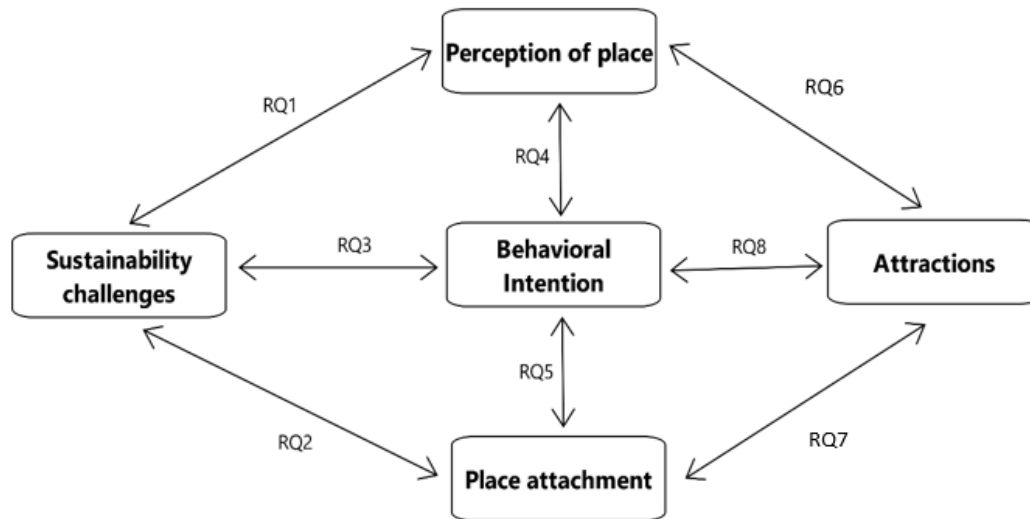 Perception of place
RQ1
RQ6
RQ4
Sustainability
challenges
RQ3
Behavioral
Intention
RQ8
Attractions
RQ5
RQ2
RQ7
Place attachment